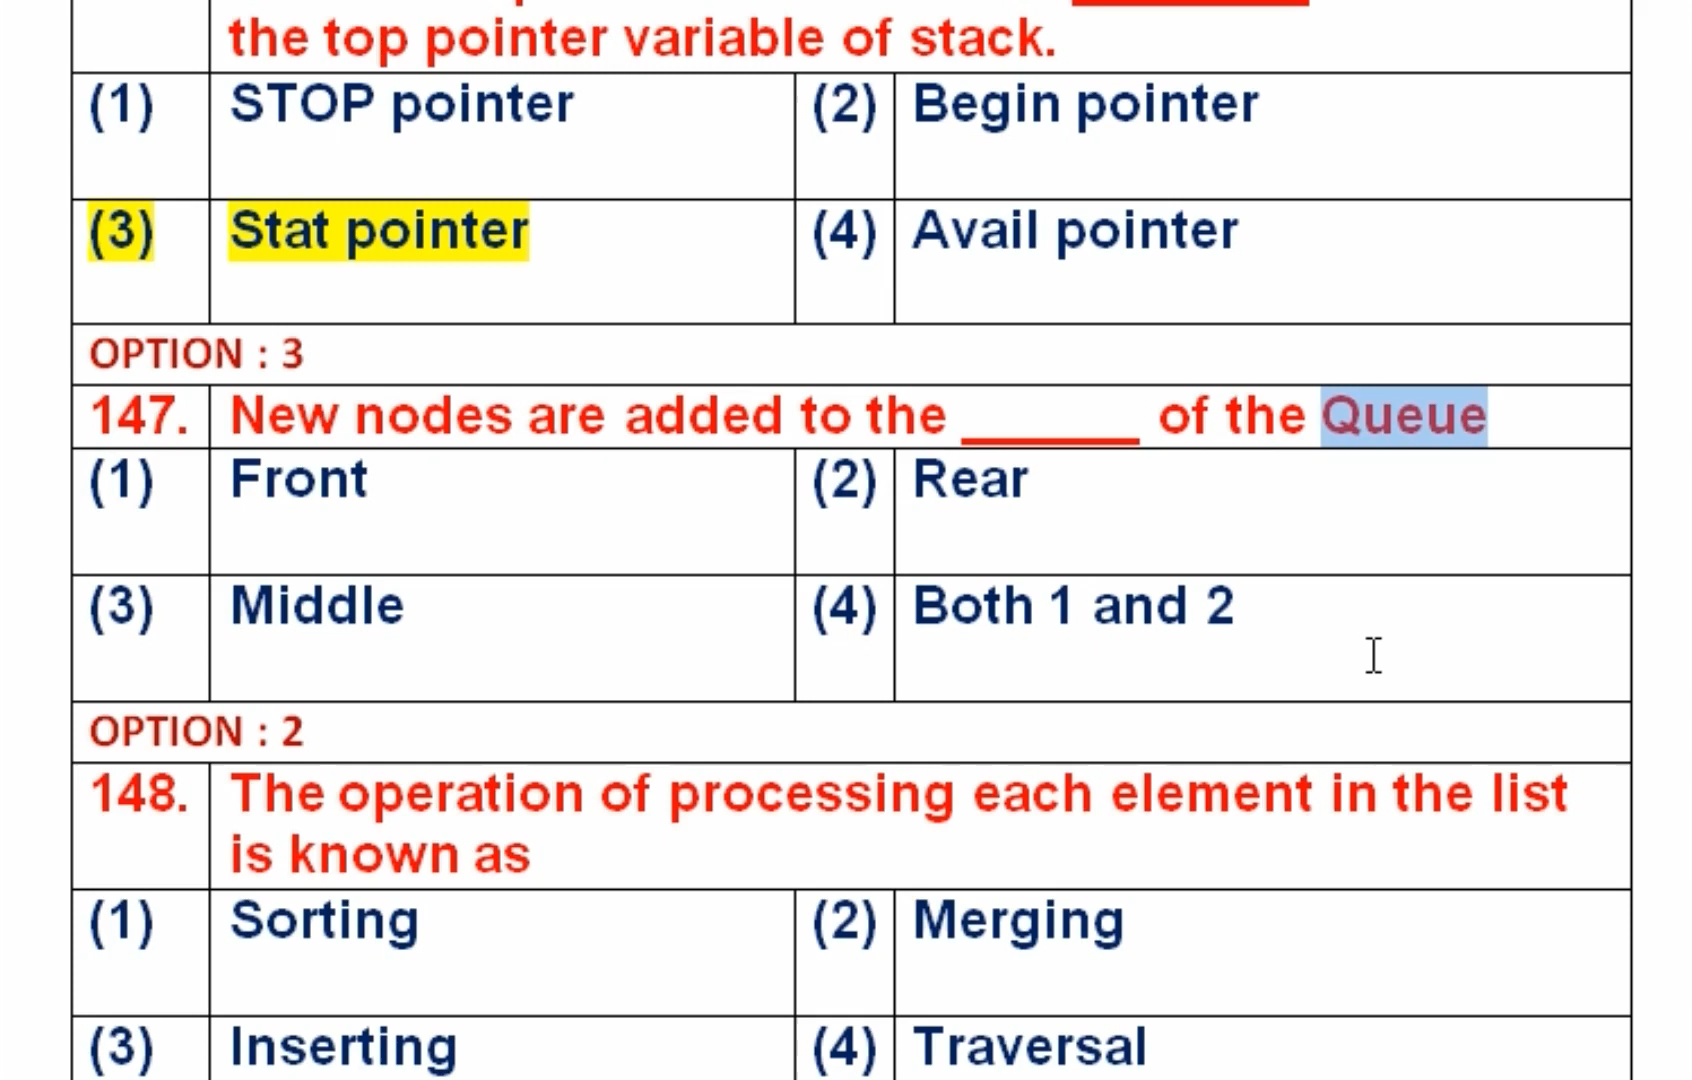 the top pointer variable of stack.
(1) STOP pointer (2) Begin pointer
(3) Stat pointer (4) Avail pointer
OPTION : 3
147. New nodes are added to the ______ of the Queue
(1) Front (2) Rear
(3) Middle (4) Both 1 and 2
OPTION : 2
148. The operation of processing each element in the list
is known as
(1) Sorting (2) Merging
(3) Inserting (4) Traversal